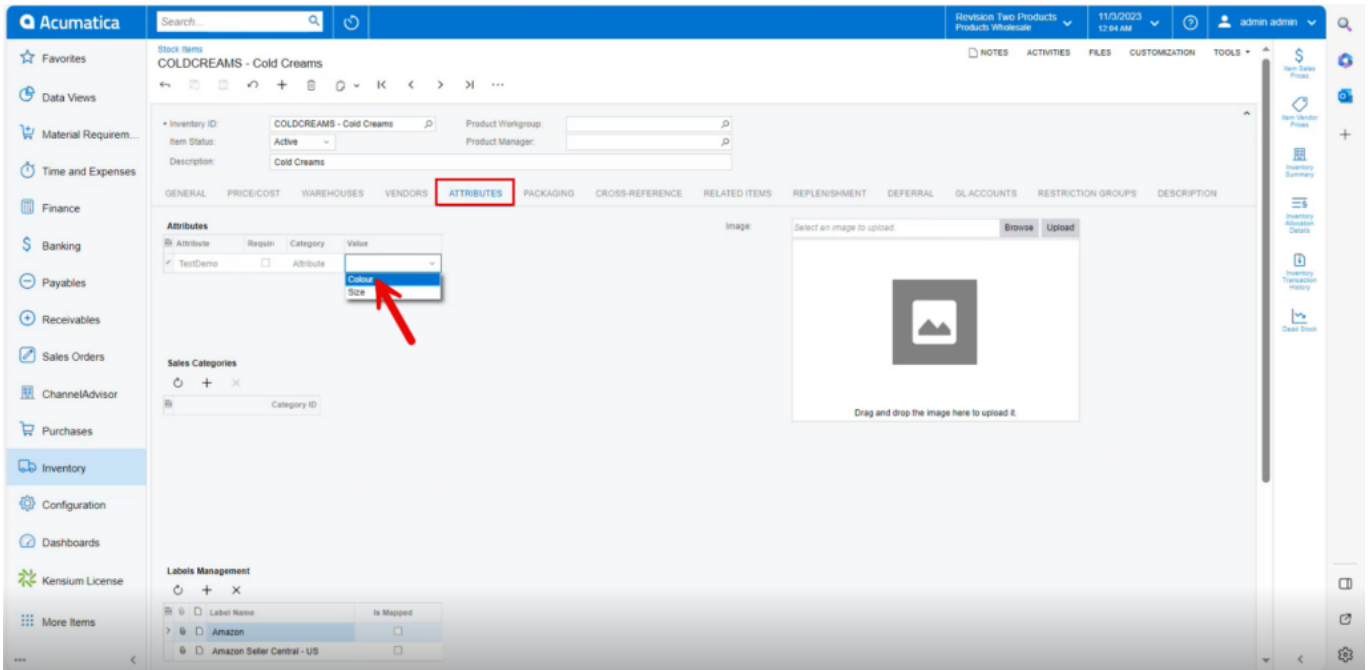 Acumatica
Search...
Revision Two Products
Products Wholesale
11/3/2023
12:04 AM
admin admin
Favorites
Data Views
Material Requirem...
Time and Expenses
Finance
Banking
Payables
Receivables
Sales Orders
ChannelAdvisor
Purchases
Inventory
Configuration
Dashboards
Kensium License
More Items
Stock Items
COLDCREAMS - Cold Creams
NOTES ACTIVITIES FILES CUSTOMIZATION TOOLS
Inventory ID: COLDCREAMS - Cold Creams Product Workgroup:
Item Status: Active Product Manager:
Description: Cold Creams
GENERAL PRICE/COST WAREHOUSES VENDORS ATTRIBUTES PACKAGING CROSS-REFERENCE RELATED ITEMS REPLENISHMENT DEFERRAL GL ACCOUNTS RESTRICTION GROUPS DESCRIPTION
Attributes
Attribute Requin Category Value
TestDemo Attribute
Colour
Size
Image: Select an image to upload. Browse Upload
Drag and drop the image here to upload it.
Sales Categories
Category ID
Labels Management
Label Name Is Mapped
Amazon
Amazon Seller Central - US
Item Sales
Prices
Item Vendor
Prices
Inventory
Summary
Inventory
Allocation
Details
Inventory
Transaction
History
Dead Stock